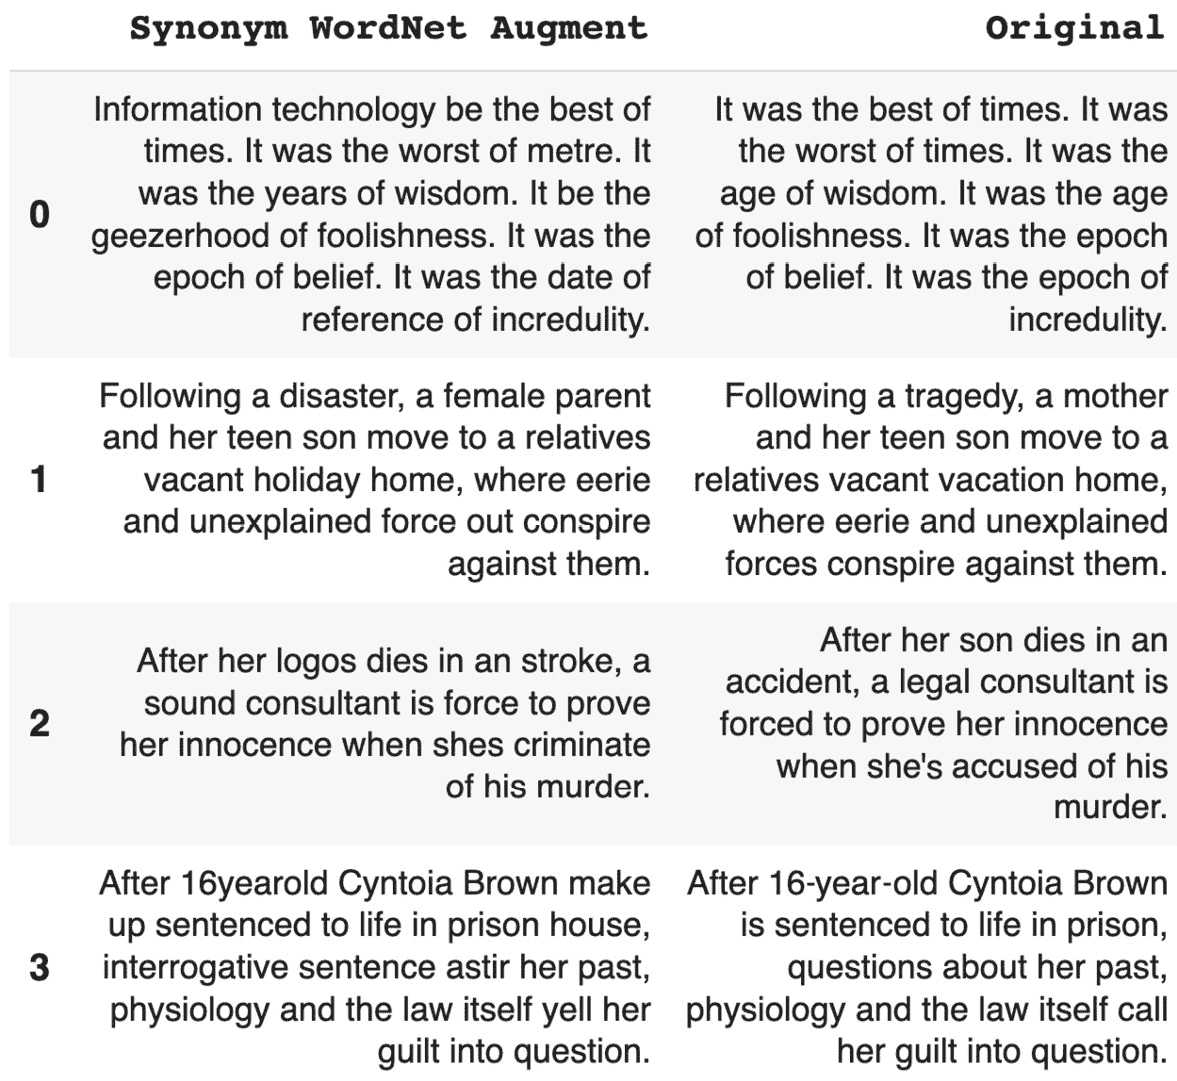 Synonym WordNet Augment Original
0
Information technology be the best of
times. It was the worst of metre. It
was the years of wisdom. It be the
geezerhood of foolishness. It was the
epoch of belief. It was the date of
reference of incredulity.
It was the best of times. It was
the worst of times. It was the
age of wisdom. It was the age
of foolishness. It was the epoch
of belief. It was the epoch of
incredulity.
1
Following a disaster, a female parent
and her teen son move to a relatives
vacant holiday home, where eerie
and unexplained force out conspire
against them.
Following a tragedy, a mother
and her teen son move to a
relatives vacant vacation home,
where eerie and unexplained
forces conspire against them.
2
After her logos dies in an stroke, a
sound consultant is force to prove
her innocence when shes criminate
of his murder.
After her son dies in an
accident, a legal consultant is
forced to prove her innocence
when she's accused of his
murder.
3
After 16yearold Cyntoia Brown make
up sentenced to life in prison house,
interrogative sentence astir her past,
physiology and the law itself yell her
guilt into question.
After 16-year-old Cyntoia Brown
is sentenced to life in prison,
questions about her past,
physiology and the law itself call
her guilt into question.